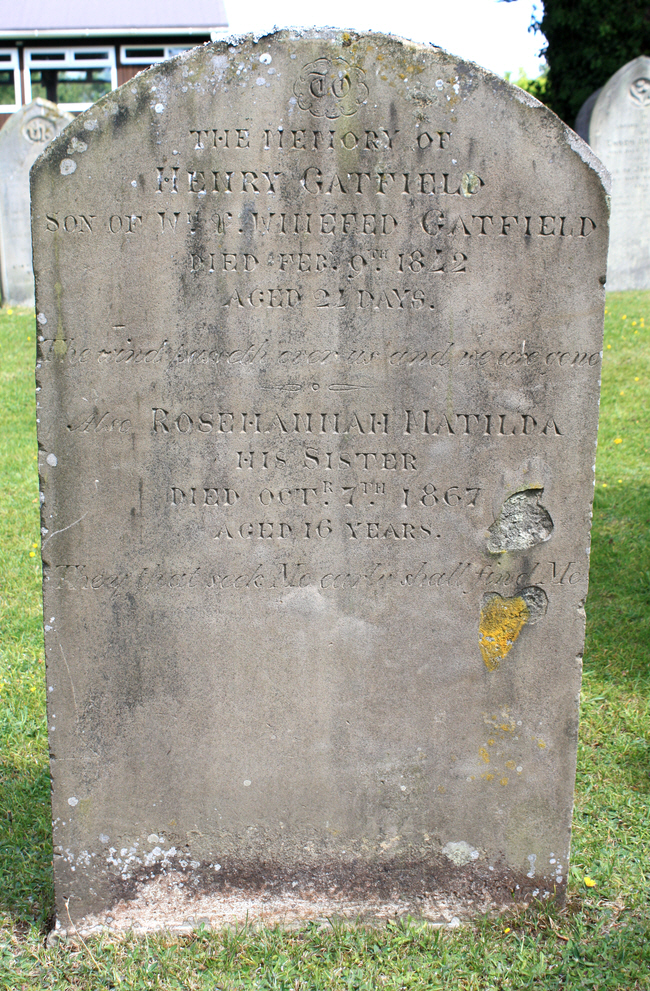 TO
THE MEMORY OF
HENRY GATFIELD
SON OF Wᴹ. & WINEFED GATFIELD
DIED FEB. 9TH. 1842
AGED 21 DAYS.
The wind passeth over us and we are gone
Also ROSEHANNAH MATILDA
HIS SISTER
DIED OCTR. 7TH. 1867
AGED 16 YEARS.
They that seek Me early shall find Me